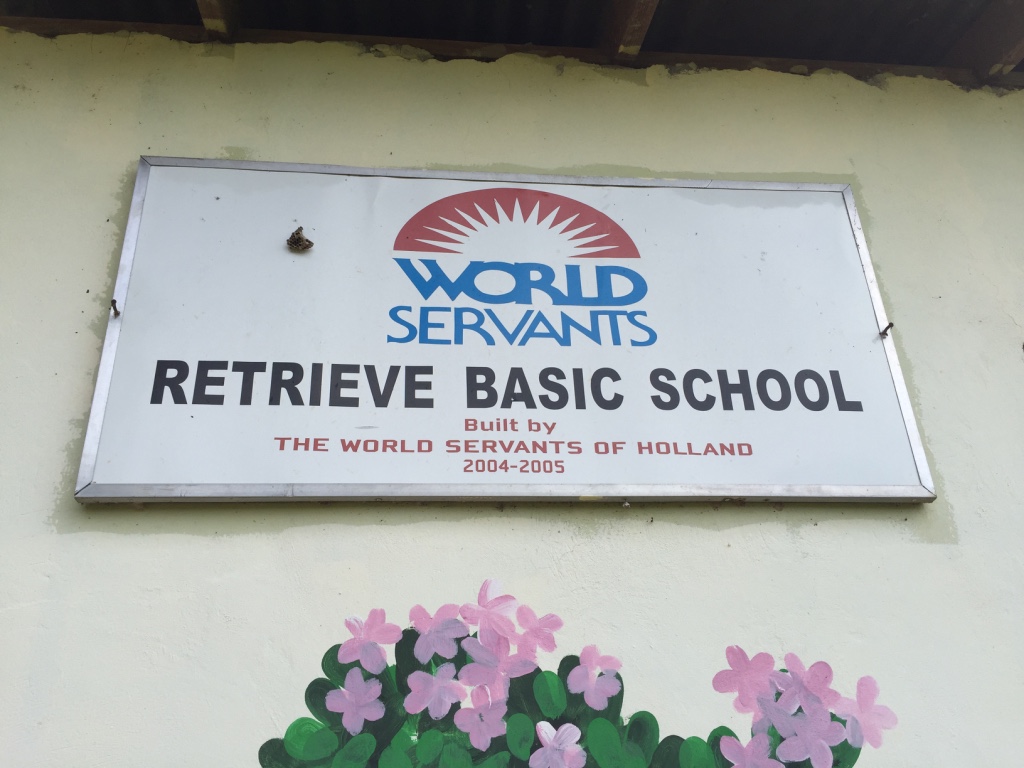 WORLD
SERVANTS
RETRIEVE BASIC SCHOOL
Built by
THE WORLD SERVANTS OF HOLLAND
2004-2005